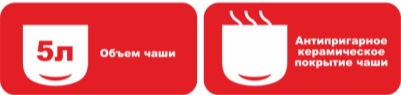 5л
Объем чаши
Антипригарное
керамическое
покрытие чаши